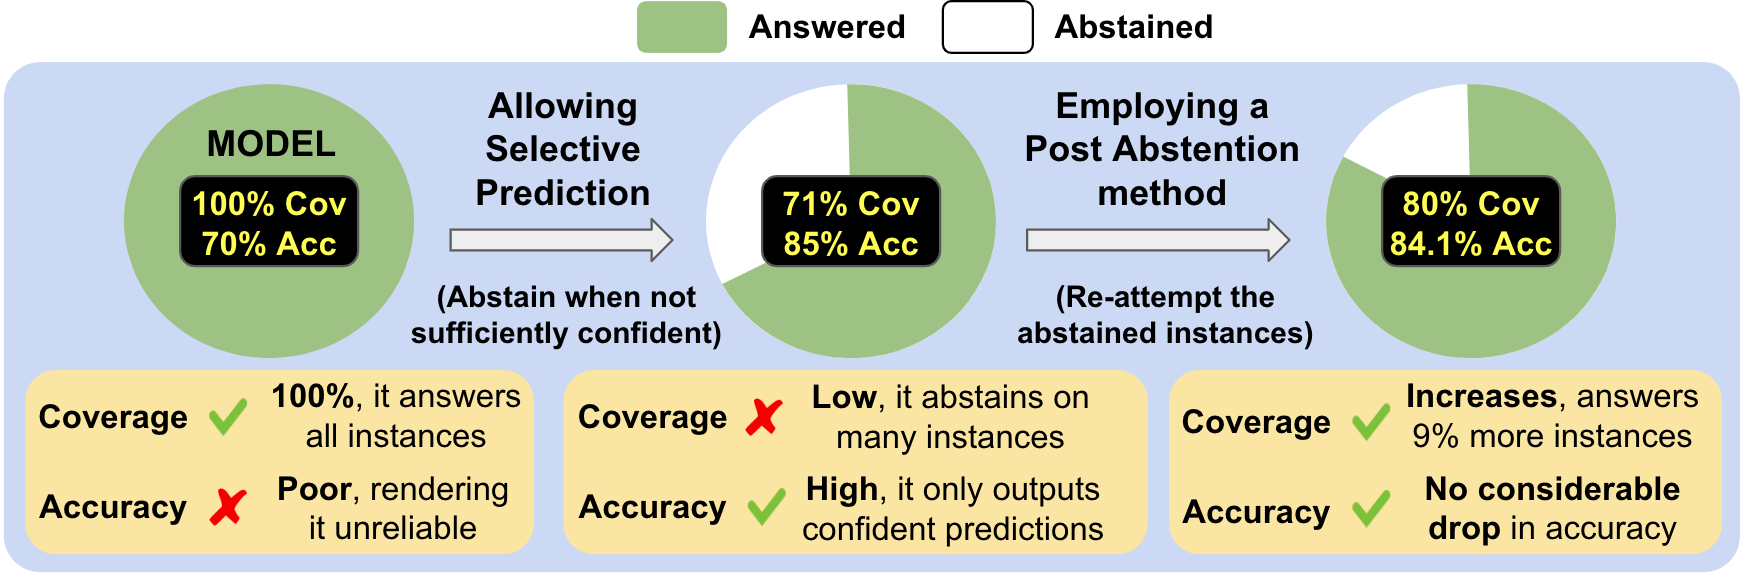 Answered
Abstained
MODEL
100% Cov
70% Acc
Allowing
Selective
Prediction
(Abstain when not
sufficiently confident)
71% Cov
85% Acc
Employing a
Post Abstention
method
(Re-attempt the
abstained instances)
80% Cov
84.1% Acc
Coverage
100%, it answers
all instances
Accuracy
Poor, rendering
it unreliable
Coverage
Low, it abstains on
many instances
Accuracy
High, it only outputs
confident predictions
Coverage
Increases, answers
9% more instances
Accuracy
No considerable
drop in accuracy